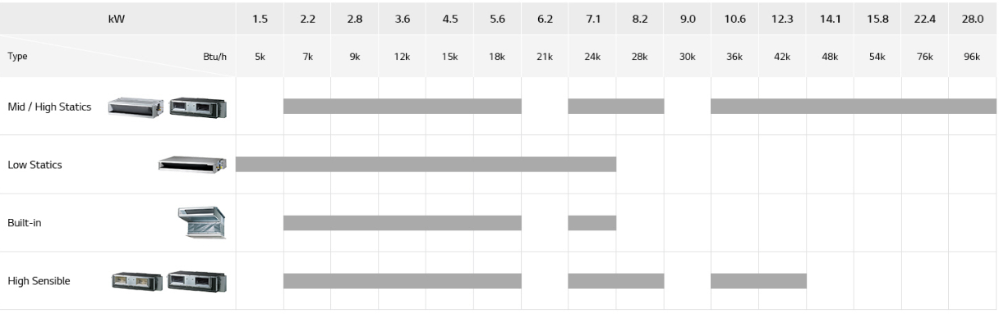 kW 1.5 2.2 2.8 3.6 4.5 5.6 6.2 7.1 8.2 9.0 10.6 12.3 14.1 15.8 22.4 28.0
Type Btu/h 5k 7k 9k 12k 15k 18k 21k 24k 28k 30k 36k 42k 48k 54k 76k 96k
Mid / High Statics
Low Statics
Built-in
High Sensible